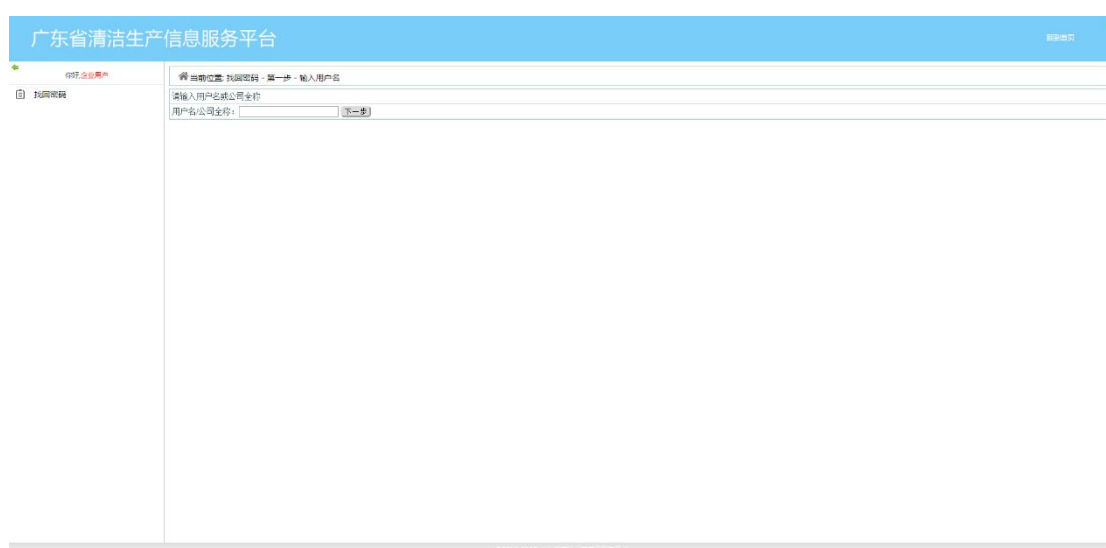 广东省清洁生产信息服务平台
返回首页
你好,企业用户
找回密码
当前位置: 找回密码 - 第一步 - 输入用户名
请输入用户名或公司全称
用户名/公司全称:
下一步